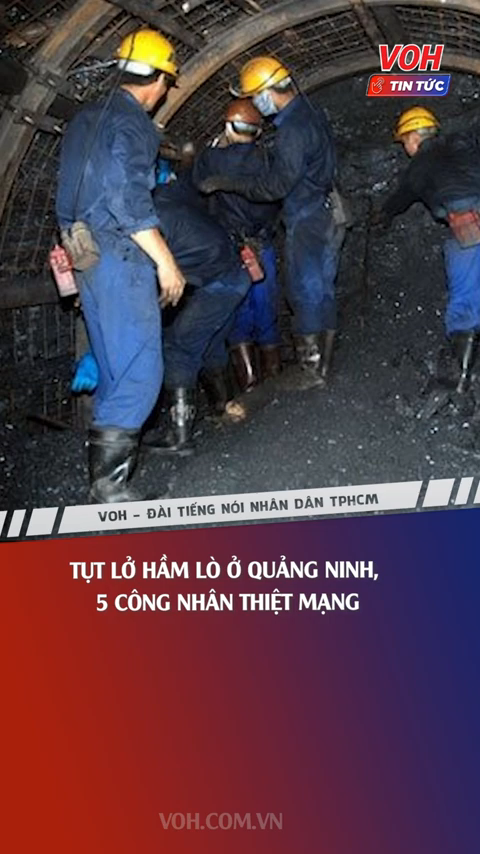 VOH
TIN TỨC
VOH - ĐÀI TIẾNG NÓI NHÂN DÂN TPHCM
TỤT LỞ HẦM LÒ Ở QUẢNG NINH,
5 CÔNG NHÂN THIỆT MẠNG
VOH.COM.VN